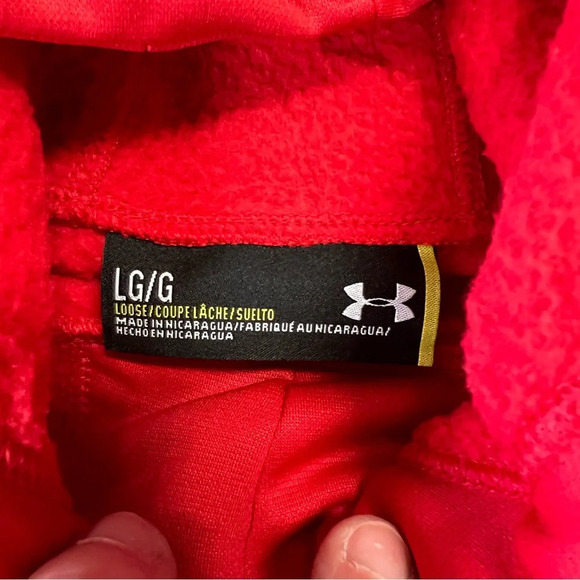 LG/G
LOOSE/COUPE LÂCHE/SUELTO
MADE IN NICARAGUA/FABRIQUÉ AU NICARAGUA/
HECHO EN NICARAGUA